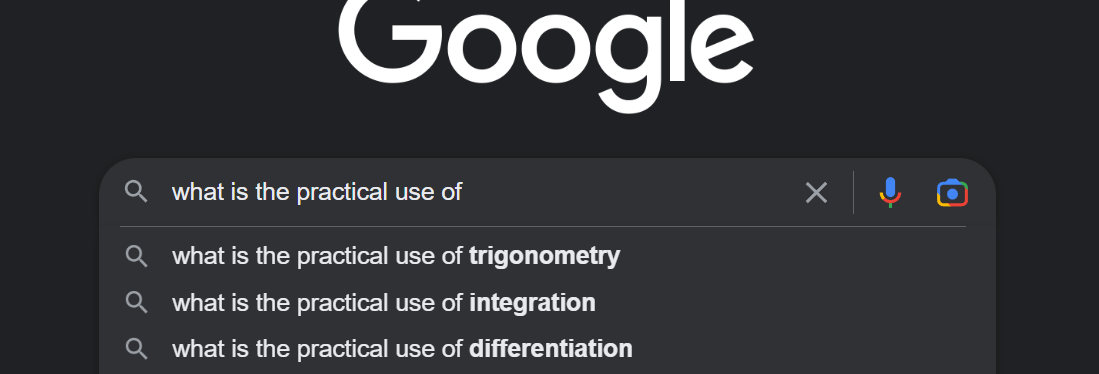 Google
what is the practical use of
what is the practical use of trigonometry
what is the practical use of integration
what is the practical use of differentiation